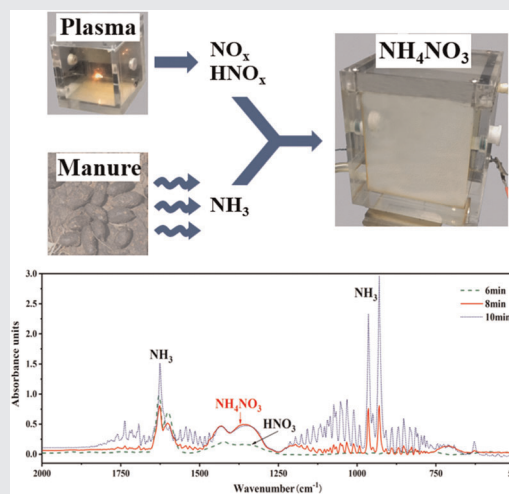 Plasma
NOₓ
HNOₓ
NH₄NO₃
Manure
NH₃
Absorbance units
3.0
2.5
2.0
1.5
1.0
0.5
0.0
NH₃
NH₄NO₃
HNO₃
NH₃
6min
8min
10min
2000
1750
1500
1250
1000
750
Wavenumber(cm⁻¹)